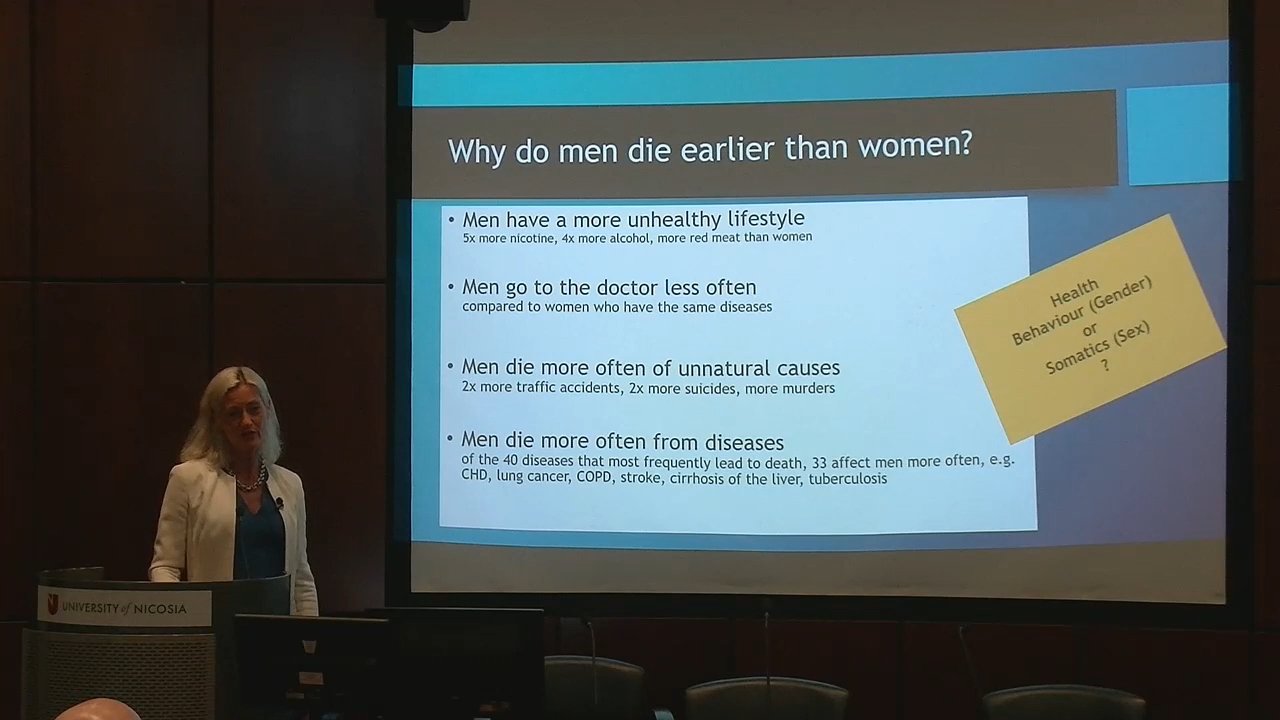 Why do men die earlier than women?
• Men have a more unhealthy lifestyle
5x more nicotine, 4x more alcohol, more red meat than women
• Men go to the doctor less often
compared to women who have the same diseases
• Men die more often of unnatural causes
2x more traffic accidents, 2x more suicides, more murders
• Men die more often from diseases
of the 40 diseases that most frequently lead to death, 33 affect men more often, e.g.
CHD, lung cancer, COPD, stroke, cirrhosis of the liver, tuberculosis
Health
Behaviour (Gender)
or
Somatics (Sex)
?
UNIVERSITY of NICOSIA